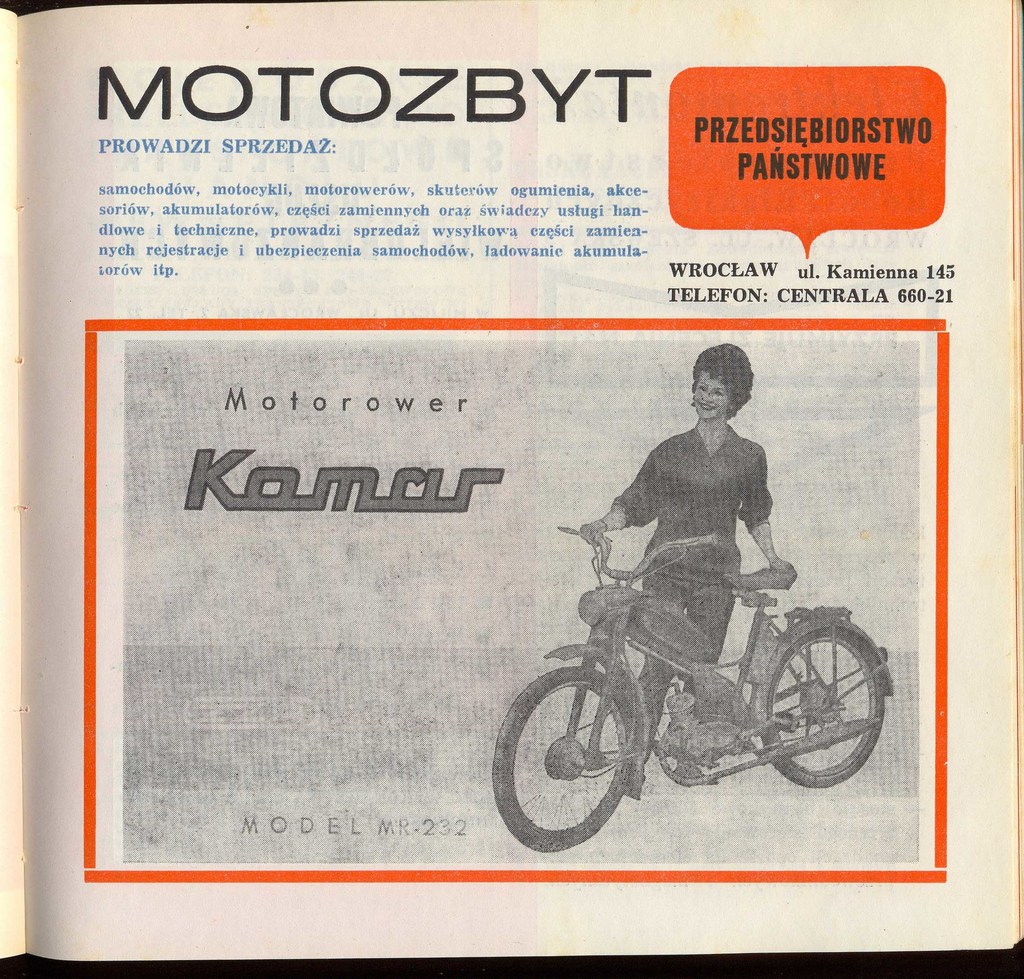 MOTOZBYT
PROWADZI SPRZEDAŻ:
samochodów, motocykli, motorowerów, skuterów ogumienia, akce-
soriów, akumulatorów, części zamiennych oraz świadczy usługi han-
dlowe i techniczne, prowadzi sprzedaż wysyłkową części zamien-
nych rejestracje i ubezpieczenia samochodów, ładowanie akumula-
torów itp.
PRZEDSIĘBIORSTWO
PAŃSTWOWE
WROCŁAW ul. Kamienna 145
TELEFON: CENTRALA 660-21
Motorower
Komar
MODEL MR-232